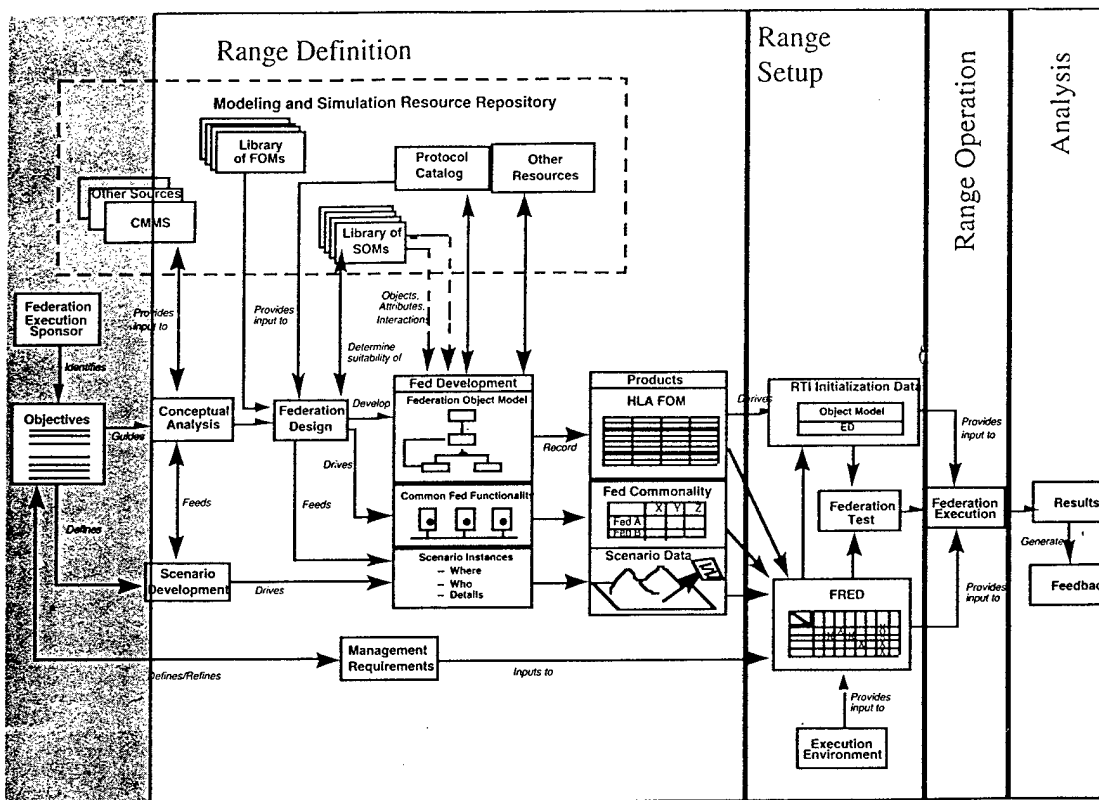 Range Definition
Range
Setup
Range Operation
Analysis
Modeling and Simulation Resource Repository
Library
of FOMs
Protocol
Catalog
Other
Resources
Other Sources
CMMS
Library of
SOMs
Federation
Execution
Sponsor
Provides
input to
Provides
input to
Objects,
Attributes,
Interactions
Determine
suitability of
Identifies
Objectives
Guides
Conceptual
Analysis
Federation
Design
Develop
Fed Development
Federation Object Model
Record
Products
HLA FOM
Derives
RTI Initialization Data
Object Model
ED
Provides
input to
Drives
Feeds
Feeds
Common Fed Functionality
Fed Commonality
X Y Z
Fed A
Fed B
Federation
Test
Federation
Execution
Results
Generate
Feedback
Defines
Scenario
Development
Drives
Scenario Instances
– Where
– Who
– Details
Scenario Data
FRED
Provides
input to
Defines/Refines
Management
Requirements
Inputs to
Provides
input to
Execution
Environment